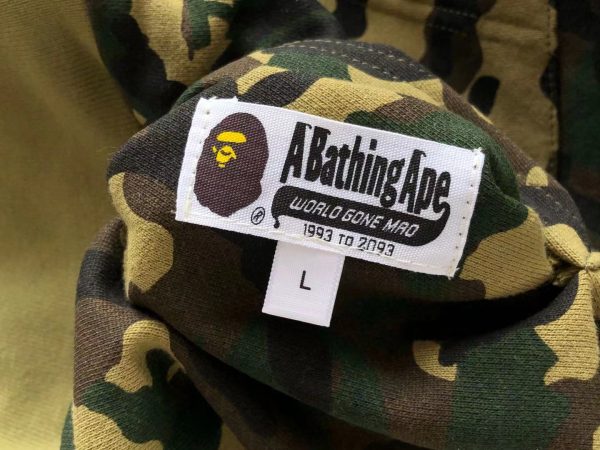 A Bathing Ape
®
WORLD GONE MAD
1993 TO 2093
L